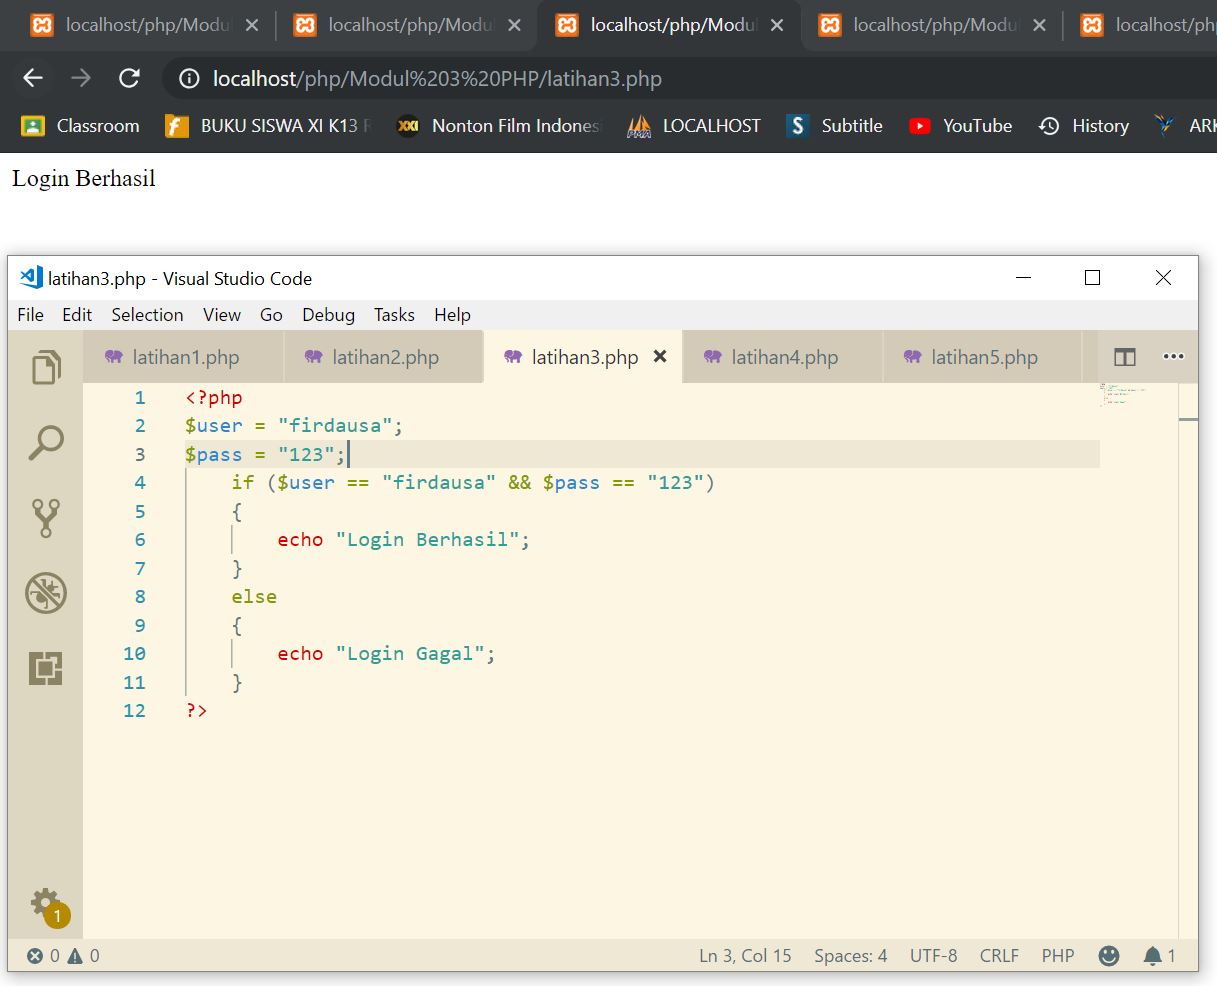 localhost/php/Modu
localhost/php/Modul
localhost/php/Modul
localhost/php/Modul
localhost/ph
localhost/php/Modul%203%20PHP/latihan3.php
Classroom BUKU SISWA XI K13 R Nonton Film Indonesi LOCALHOST Subtitle YouTube History ARK
Login Berhasil
latihan3.php - Visual Studio Code
File Edit Selection View Go Debug Tasks Help
latihan1.php latihan2.php latihan3.php latihan4.php latihan5.php
1 <?php
2 $user = "firdausa";
3 $pass = "123";
4 if ($user == "firdausa" && $pass == "123")
5 {
6 echo "Login Berhasil";
7 }
8 else
9 {
10 echo "Login Gagal";
11 }
12 ?>
1
0 0 Ln 3, Col 15 Spaces: 4 UTF-8 CRLF PHP 1